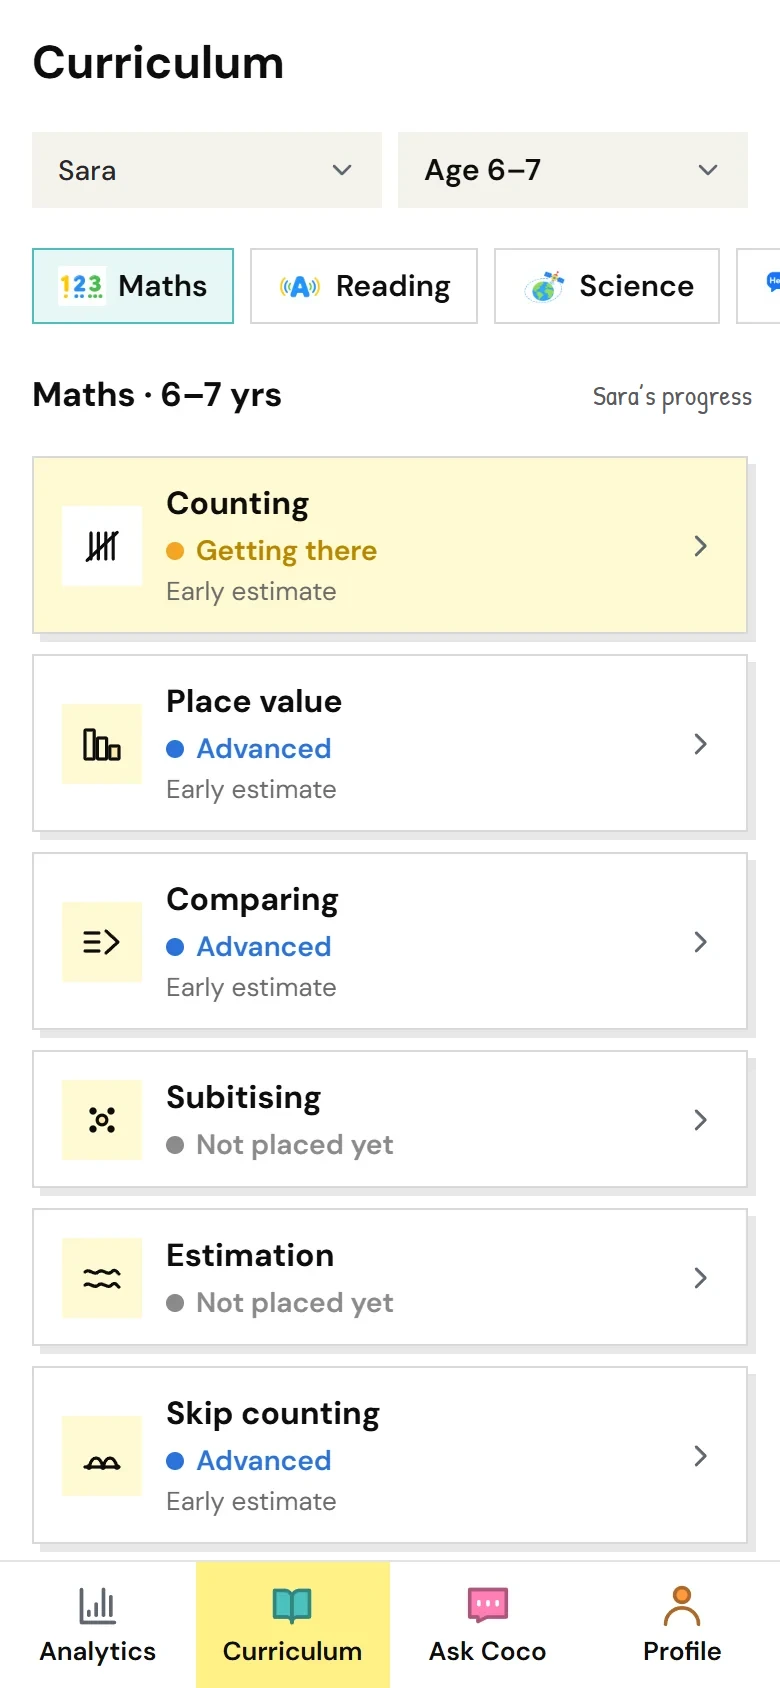 Curriculum
Sara
Age 6–7
123 Maths
A Reading
Science
He
Maths · 6–7 yrs
Sara's progress
Counting
Getting there
Early estimate
Place value
Advanced
Early estimate
Comparing
Advanced
Early estimate
Subitising
Not placed yet
Estimation
Not placed yet
Skip counting
Advanced
Early estimate
Analytics
Curriculum
Ask Coco
Profile